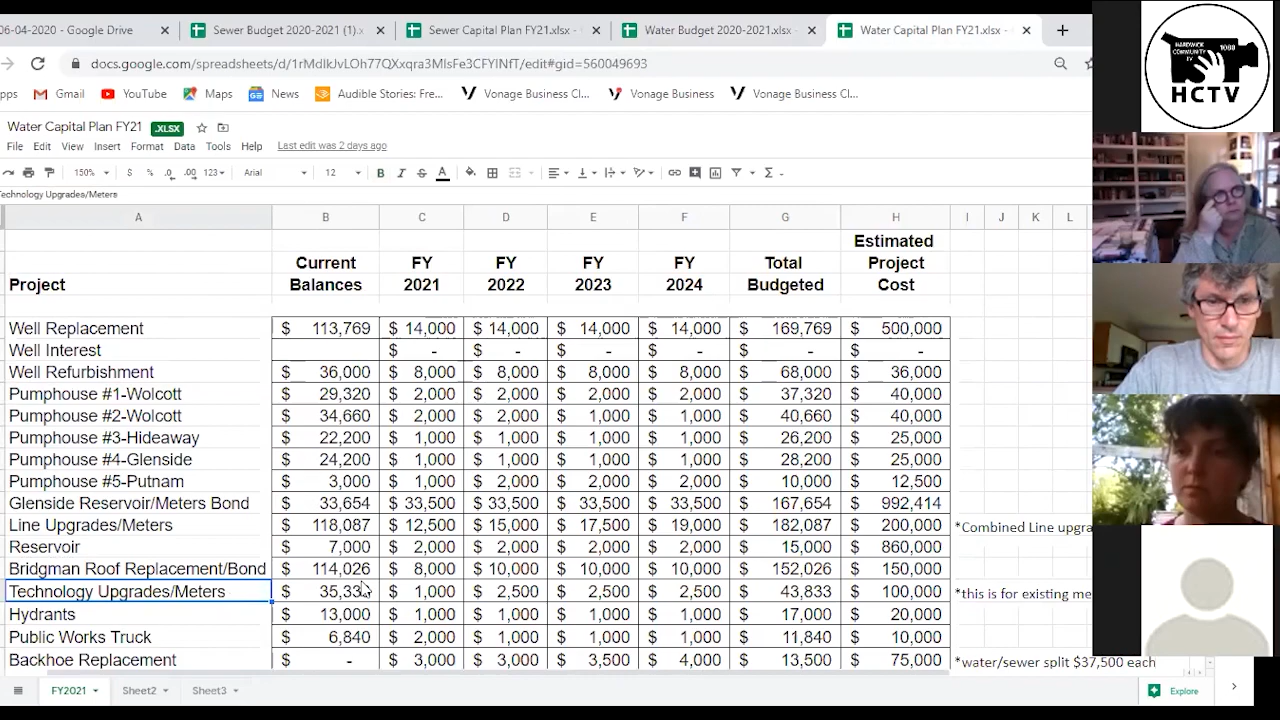 06-04-2020 - Google Drive × Sewer Budget 2020-2021 (1).x × Sewer Capital Plan FY21.xlsx - × Water Budget 2020-2021.xlsx × Water Capital Plan FY21.xlsx - × +
Gmail YouTube Maps News Audible Stories: Fre... Vonage Business Cl... Vonage Business Vonage Business Cl...
Water Capital Plan FY21 .XLSX
File Edit View Insert Format Data Tools Help Last edit was 2 days ago
150% $ % .0 .00 123 Arial 12 B I S A
Technology Upgrades/Meters
A B C D E F G H I J K L
Estimated
Current FY FY FY FY Total Project
Project Balances 2021 2022 2023 2024 Budgeted Cost
Well Replacement $ 113,769 $ 14,000 $ 14,000 $ 14,000 $ 14,000 $ 169,769 $ 500,000
Well Interest $ - $ - $ - $ - $ - $ -
Well Refurbishment $ 36,000 $ 8,000 $ 8,000 $ 8,000 $ 8,000 $ 68,000 $ 36,000
Pumphouse #1-Wolcott $ 29,320 $ 2,000 $ 2,000 $ 2,000 $ 2,000 $ 37,320 $ 40,000
Pumphouse #2-Wolcott $ 34,660 $ 2,000 $ 2,000 $ 1,000 $ 1,000 $ 40,660 $ 40,000
Pumphouse #3-Hideaway $ 22,200 $ 1,000 $ 1,000 $ 1,000 $ 1,000 $ 26,200 $ 25,000
Pumphouse #4-Glenside $ 24,200 $ 1,000 $ 1,000 $ 1,000 $ 1,000 $ 28,200 $ 25,000
Pumphouse #5-Putnam $ 3,000 $ 1,000 $ 2,000 $ 2,000 $ 2,000 $ 10,000 $ 12,500
Glenside Reservoir/Meters Bond $ 33,654 $ 33,500 $ 33,500 $ 33,500 $ 33,500 $ 167,654 $ 992,414
Line Upgrades/Meters $ 118,087 $ 12,500 $ 15,000 $ 17,500 $ 19,000 $ 182,087 $ 200,000 *Combined Line upgra
Reservoir $ 7,000 $ 2,000 $ 2,000 $ 2,000 $ 2,000 $ 15,000 $ 860,000
Bridgman Roof Replacement/Bond $ 114,026 $ 8,000 $ 10,000 $ 10,000 $ 10,000 $ 152,026 $ 150,000
Technology Upgrades/Meters $ $ 1,000 $ 2,500 $ 2,500 $ 2,500 $ 43,833 $ 100,000 *this is for existing me
Hydrants $ 13,000 $ 1,000 $ 1,000 $ 1,000 $ 1,000 $ 17,000 $ 20,000
Public Works Truck $ 6,840 $ 2,000 $ 1,000 $ 1,000 $ 1,000 $ 11,840 $ 10,000
Backhoe Replacement $ - $ 3,000 $ 3,000 $ 3,500 $ 4,000 $ 13,500 $ 75,000 *water/sewer split $37,500 each
FY2021 Sheet2 Sheet3 Explore
HARDWICK
COMMUNITY
TV
1088
HCTV